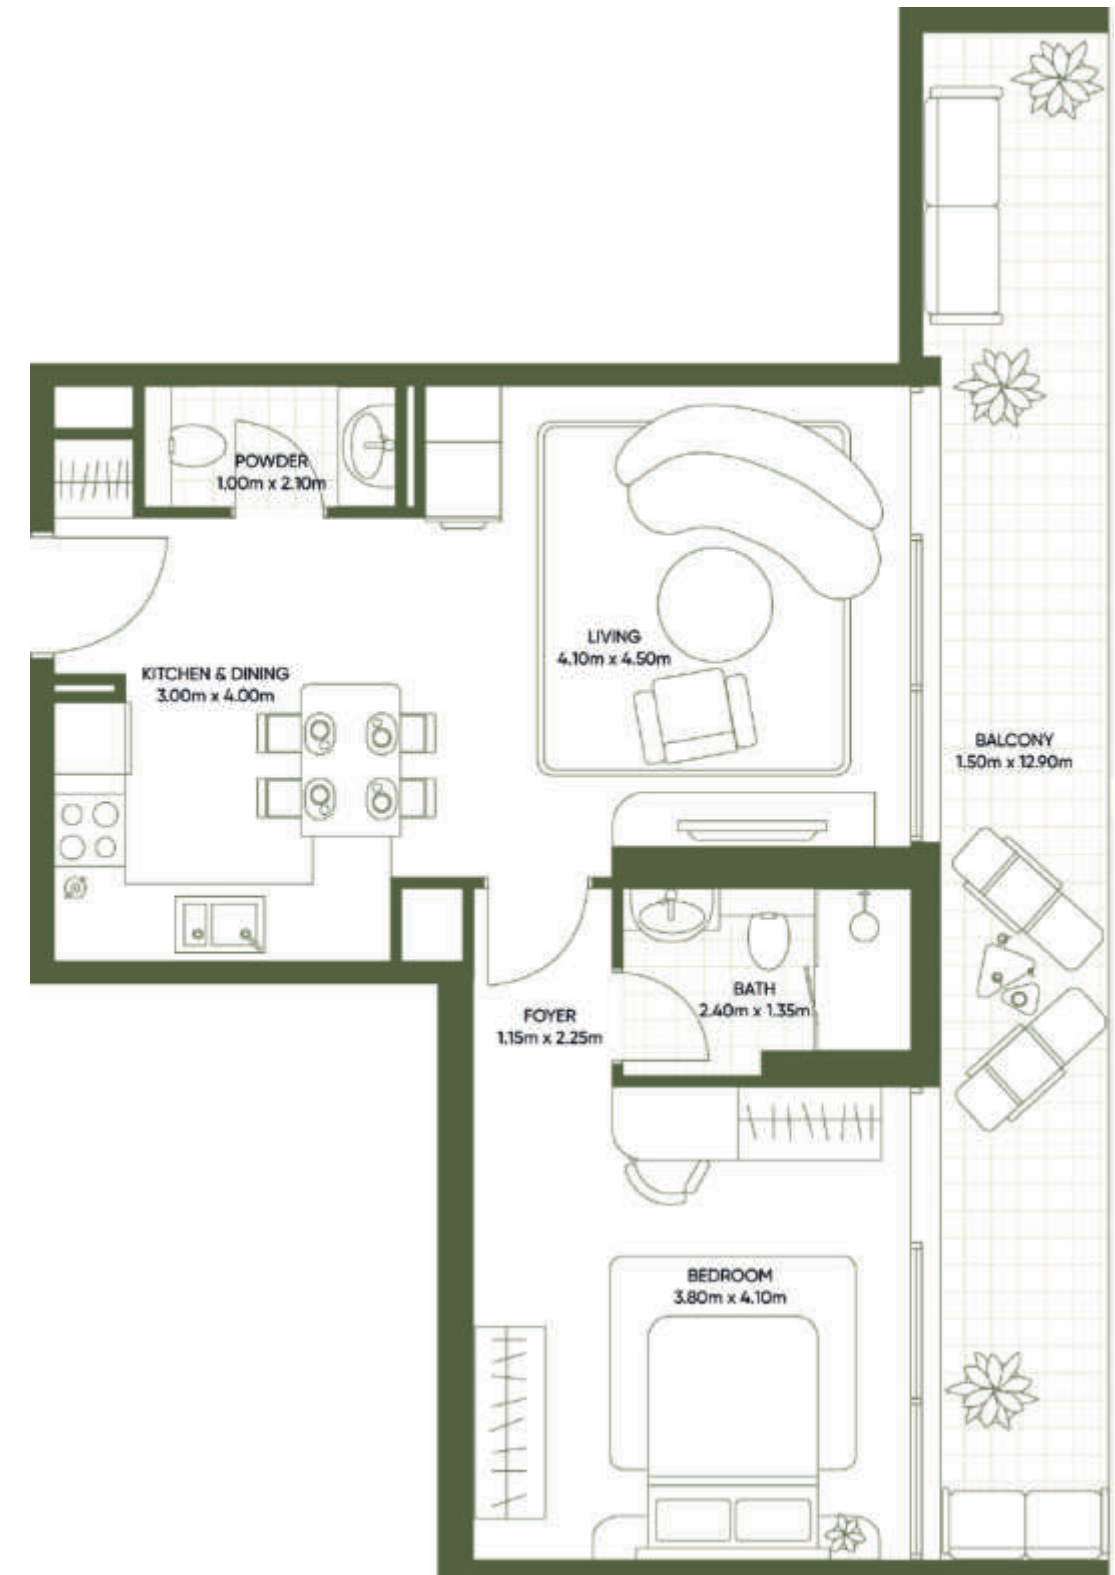 POWDER
1.00m x 2.10m
LIVING
4.10m x 4.50m
KITCHEN & DINING
3.00m x 4.00m
BALCONY
1.50m x 12.90m
BATH
2.40m x 1.35m
FOYER
1.15m x 2.25m
BEDROOM
3.80m x 4.10m